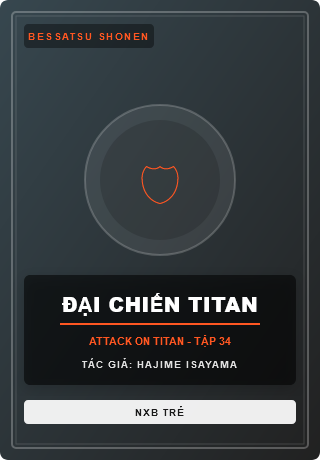 BESSATSU SHONEN
ĐẠI CHIẾN TITAN
ATTACK ON TITAN - TẬP 34
TÁC GIẢ: HAJIME ISAYAMA
NXB TRẺ